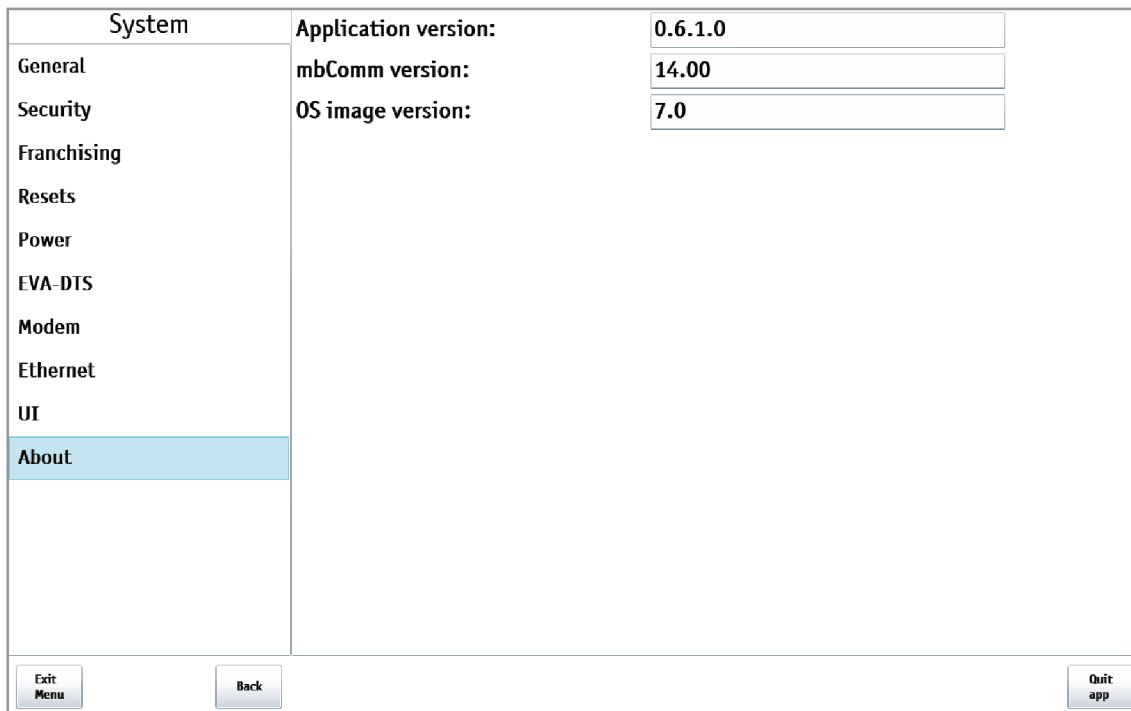 System
General
Security
Franchising
Resets
Power
EVA-DTS
Modem
Ethernet
UI
About
Application version: 0.6.1.0
mbComm version: 14.00
OS image version: 7.0
Exit
Menu
Back
Quit
app